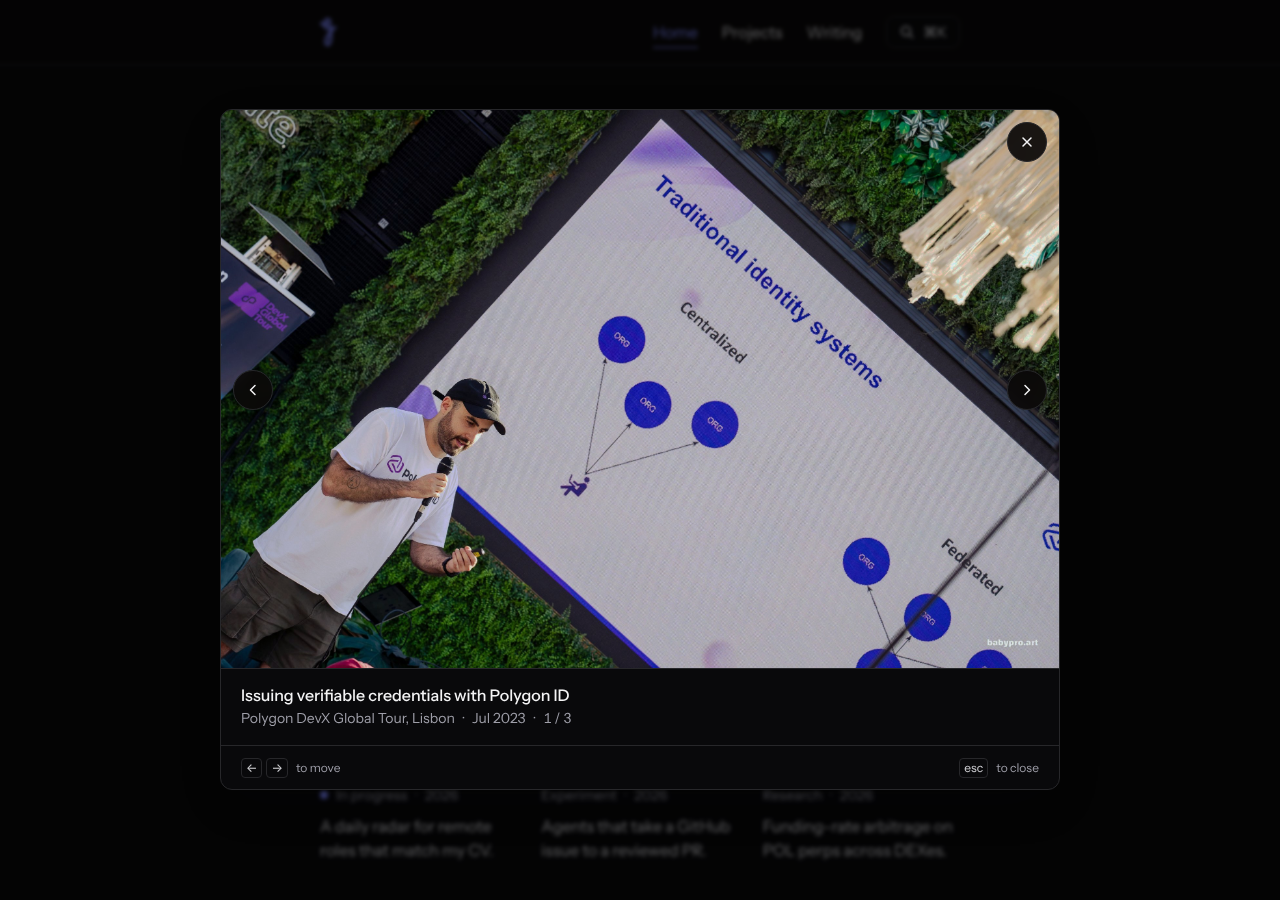 Home Projects Writing ⌘K
Traditional identity systems
Centralized
ORG
ORG
ORG
DevX
Global
Tour
Federated
ORG
ORG
babypro.art
Issuing verifiable credentials with Polygon ID
Polygon DevX Global Tour, Lisbon · Jul 2023 · 1 / 3
← → to move
esc to close
In progress · 2026 Experiment · 2026 Research · 2026
A daily radar for remote Agents that take a GitHub Funding-rate arbitrage on
roles that match my CV. issue to a reviewed PR. POL perps across DEXes.